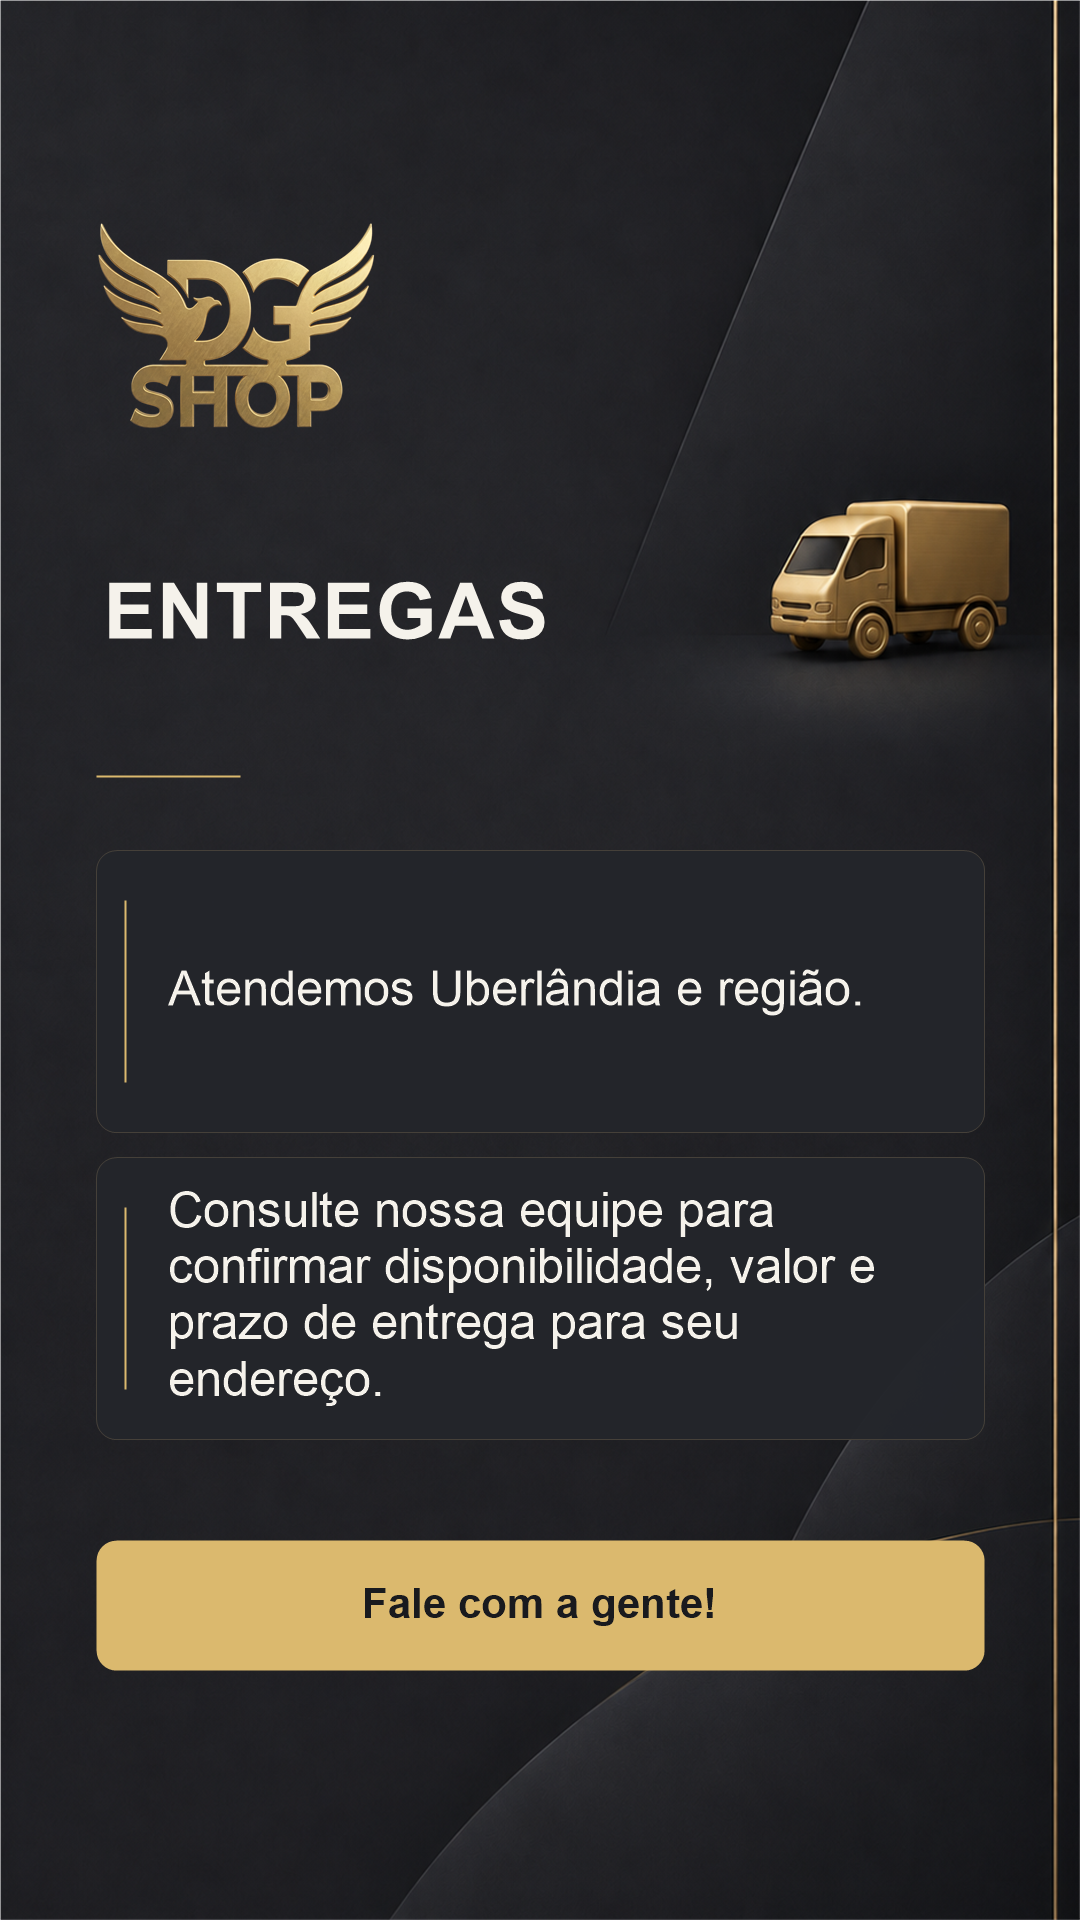 DG
SHOP
ENTREGAS
Atendemos Uberlândia e região.
Consulte nossa equipe para
confirmar disponibilidade, valor e
prazo de entrega para seu
endereço.
Fale com a gente!